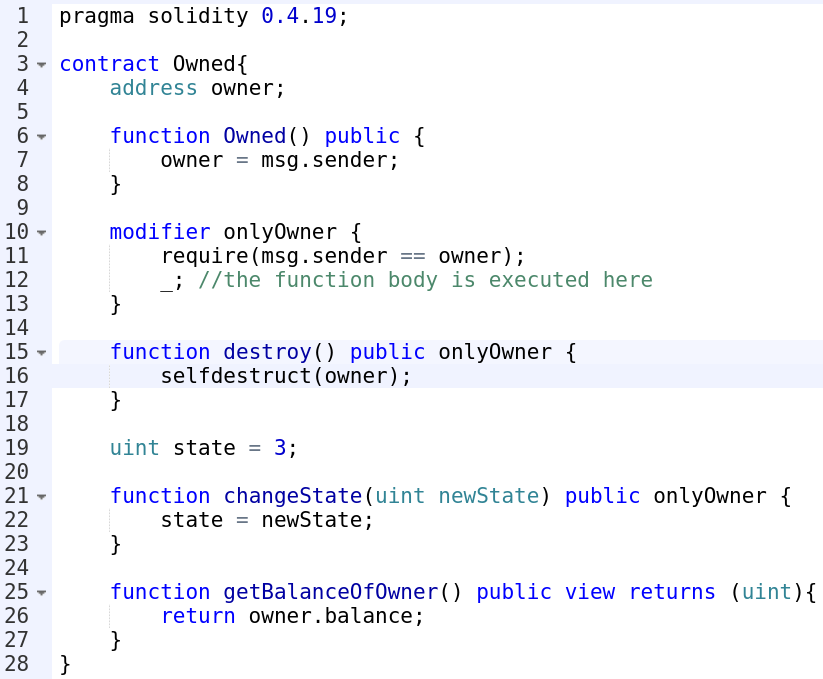 1 pragma solidity 0.4.19;
2
3 contract Owned{
4     address owner;
5
6     function Owned() public {
7         owner = msg.sender;
8     }
9
10     modifier onlyOwner {
11         require(msg.sender == owner);
12         _; //the function body is executed here
13     }
14
15     function destroy() public onlyOwner {
16         selfdestruct(owner);
17     }
18
19     uint state = 3;
20
21     function changeState(uint newState) public onlyOwner {
22         state = newState;
23     }
24
25     function getBalanceOfOwner() public view returns (uint){
26         return owner.balance;
27     }
28 }